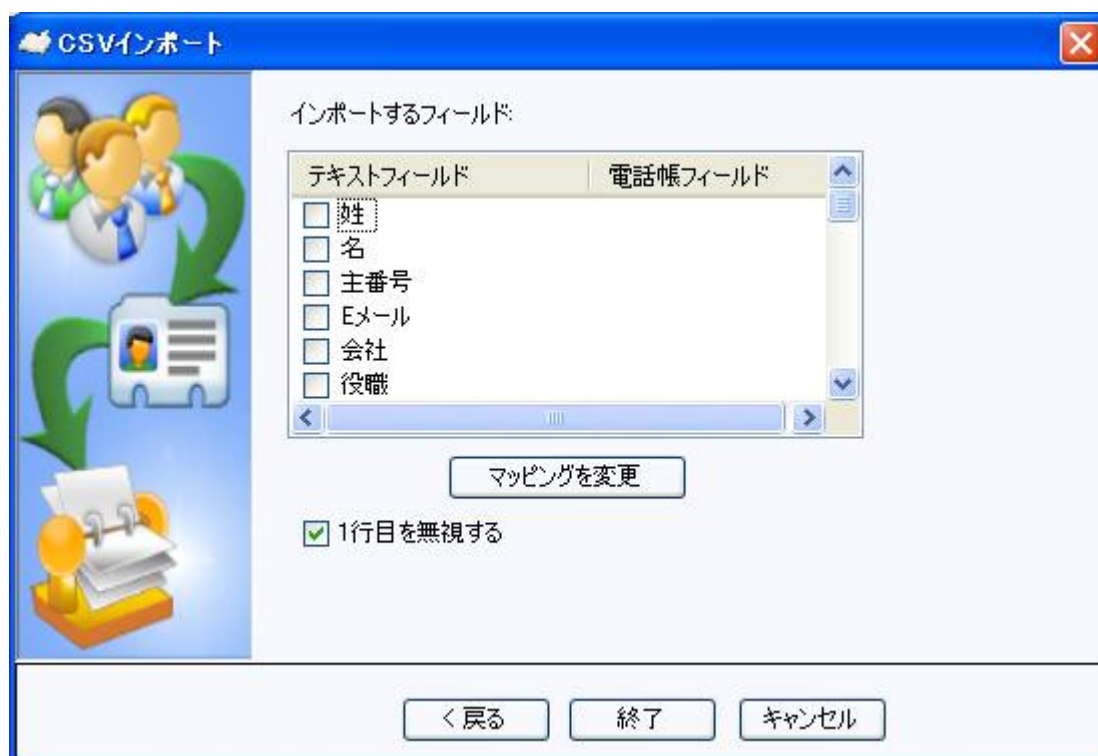 CSVインポート
インポートするフィールド:
テキストフィールド 電話帳フィールド
姓
名
主番号
Eメール
会社
役職
マッピングを変更
1行目を無視する
< 戻る 終了 キャンセル